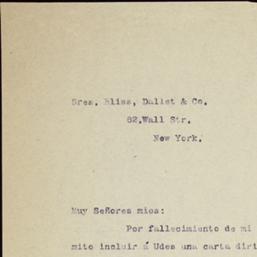 Sres. Bliss, Dallet & Co.
82.Wall Str.
New York.
Muy Señores mios:
Por fallecimiento de mi
mito incluir á Udes una carta diri